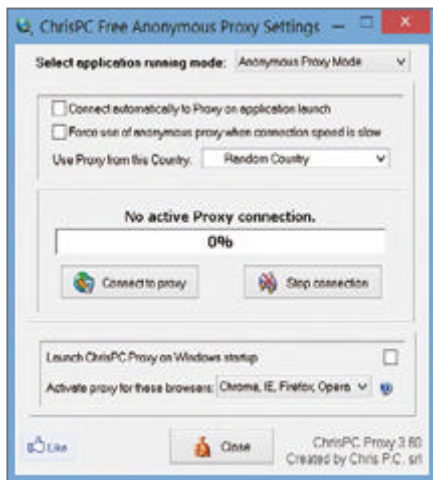 ChrisPC Free Anonymous Proxy Settings
Select application running mode: Anonymous Proxy Mode
Connect automatically to Proxy on application launch
Force use of anonymous proxy when connection speed is slow
Use Proxy from this Country: Random Country
No active Proxy connection.
0%
Connect to proxy
Stop connection
Launch ChrisPC Proxy on Windows startup
Activate proxy for these browsers: Chrome, IE, Firefox, Opera
Like
Close
ChrisPC Proxy 3.60
Created by Chris P.C. srl